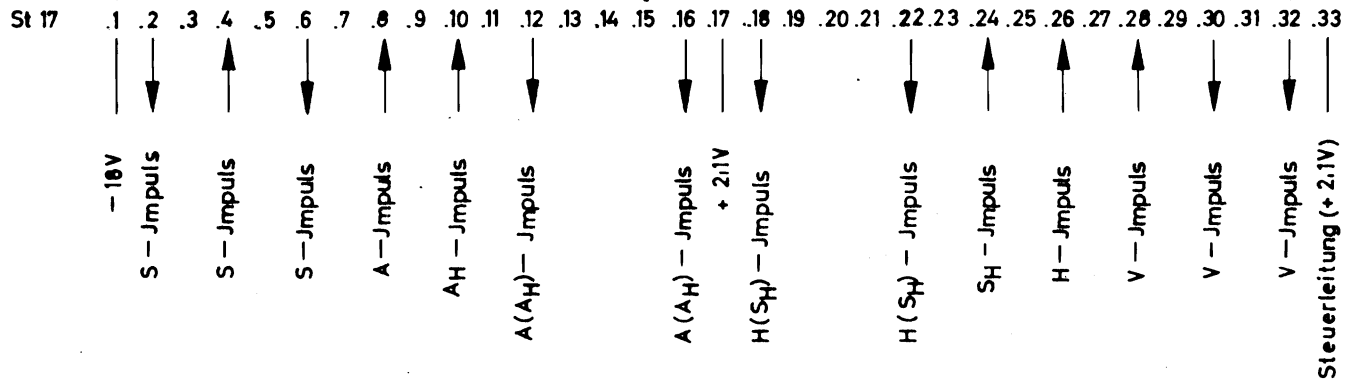 St 17 .1 .2 .3 .4 .5 .6 .7 .8 .9 .10 .11 .12 .13 .14 .15 .16 .17 .18 .19 .20 .21 .22 .23 .24 .25 .26 .27 .28 .29 .30 .31 .32 .33
– 18V
S – Jmpuls
S – Jmpuls
S – Jmpuls
A – Jmpuls
AH – Jmpuls
A(AH) – Jmpuls
A(AH) – Jmpuls
+ 2.1V
H(SH) – Jmpuls
H(SH) – Jmpuls
SH – Jmpuls
H – Jmpuls
V – Jmpuls
V – Jmpuls
V – Jmpuls
Steuerleitung (+ 2.1V)